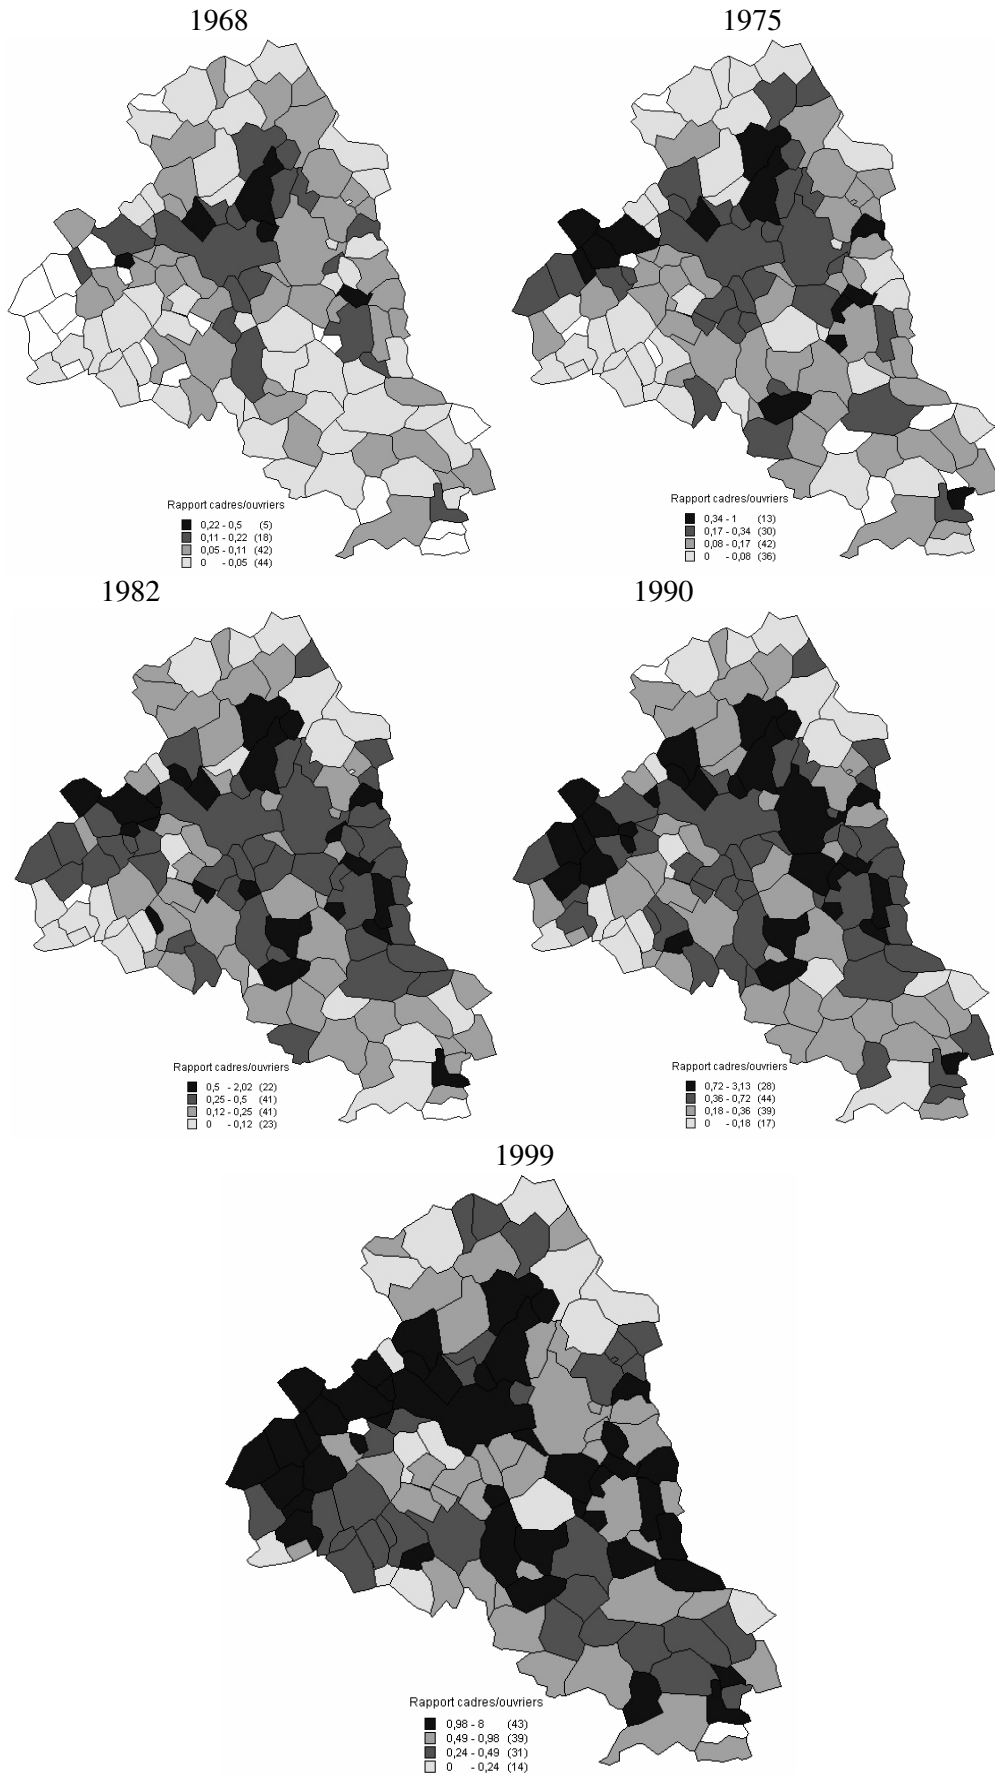 1968
1975
Rapport cadres/ouvriers
0,22 - 0,5 (5)
0,11 - 0,22 (18)
0,05 - 0,11 (42)
0 - 0,05 (44)
Rapport cadres/ouvriers
0,34 - 1 (13)
0,17 - 0,34 (30)
0,08 - 0,17 (42)
0 - 0,08 (36)
1982
1990
Rapport cadres/ouvriers
0,5 - 2,02 (22)
0,25 - 0,5 (41)
0,12 - 0,25 (41)
0 - 0,12 (23)
Rapport cadres/ouvriers
0,72 - 3,13 (28)
0,36 - 0,72 (44)
0,18 - 0,36 (39)
0 - 0,18 (17)
1999
Rapport cadres/ouvriers
0,98 - 8 (43)
0,49 - 0,98 (39)
0,24 - 0,49 (31)
0 - 0,24 (14)